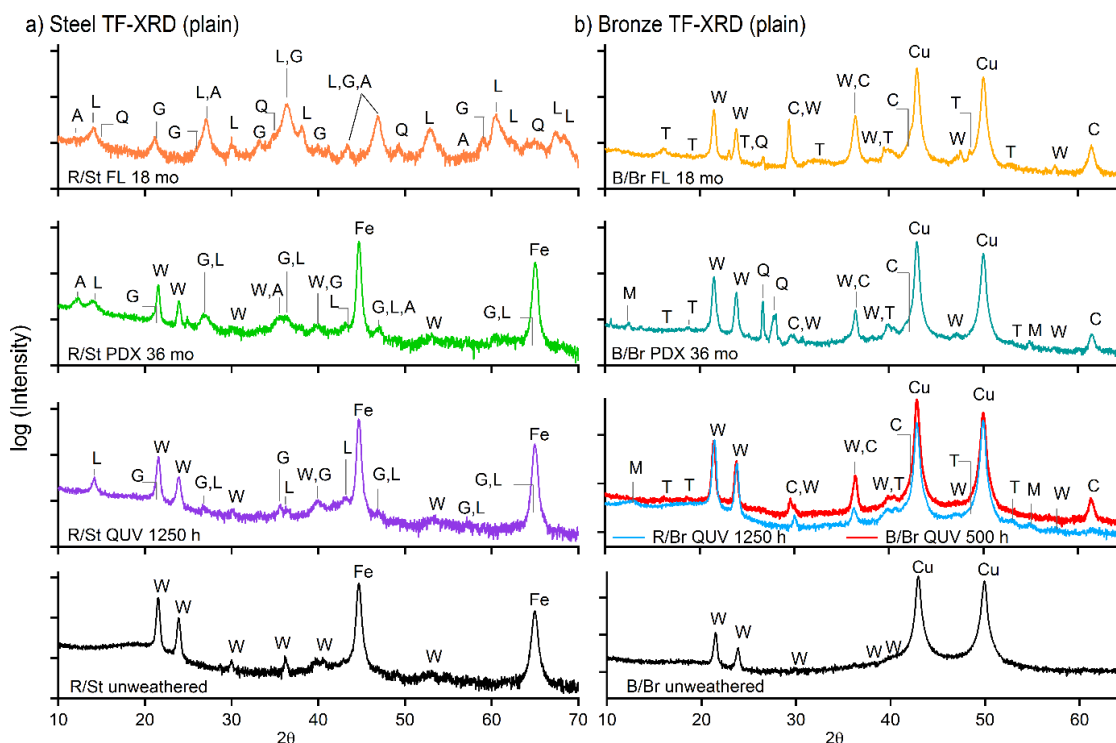 a) Steel TF-XRD (plain)
b) Bronze TF-XRD (plain)
log (Intensity)
A L Q G G L,A L Q L,G L G G L,G,A Q L A G L Q L L
R/St FL 18 mo
A L G W W G,L W W,A G,L W,G L Fe G,L,A W G,L Fe
R/St PDX 36 mo
L G W W G,L W G L W,G L Fe G,L W G,L G,L Fe
R/St QUV 1250 h
W W W W W Fe W Fe
R/St unweathered
10 20 30 40 50 60 70
2θ
T T W W T,Q C,W T W,C W,T C Cu W T Cu T W C
B/Br FL 18 mo
M T T W W Q Q C,W W,C W,T C Cu W Cu T M W C
B/Br PDX 36 mo
M T T W W C,W W,C W,T C Cu W T Cu T M W C
R/Br QUV 1250 h B/Br QUV 500 h
W W W W W Cu Cu
B/Br unweathered
10 20 30 40 50 60
2θ